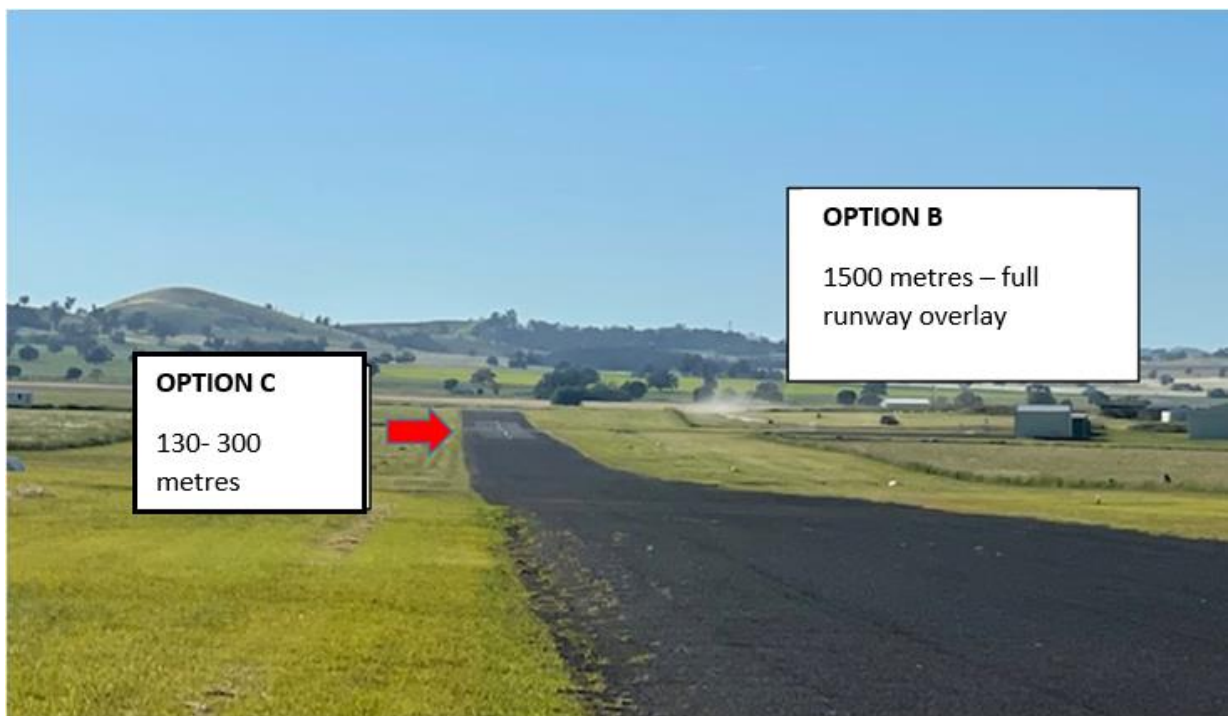 OPTION B
1500 metres – full
runway overlay
OPTION C
130- 300
metres